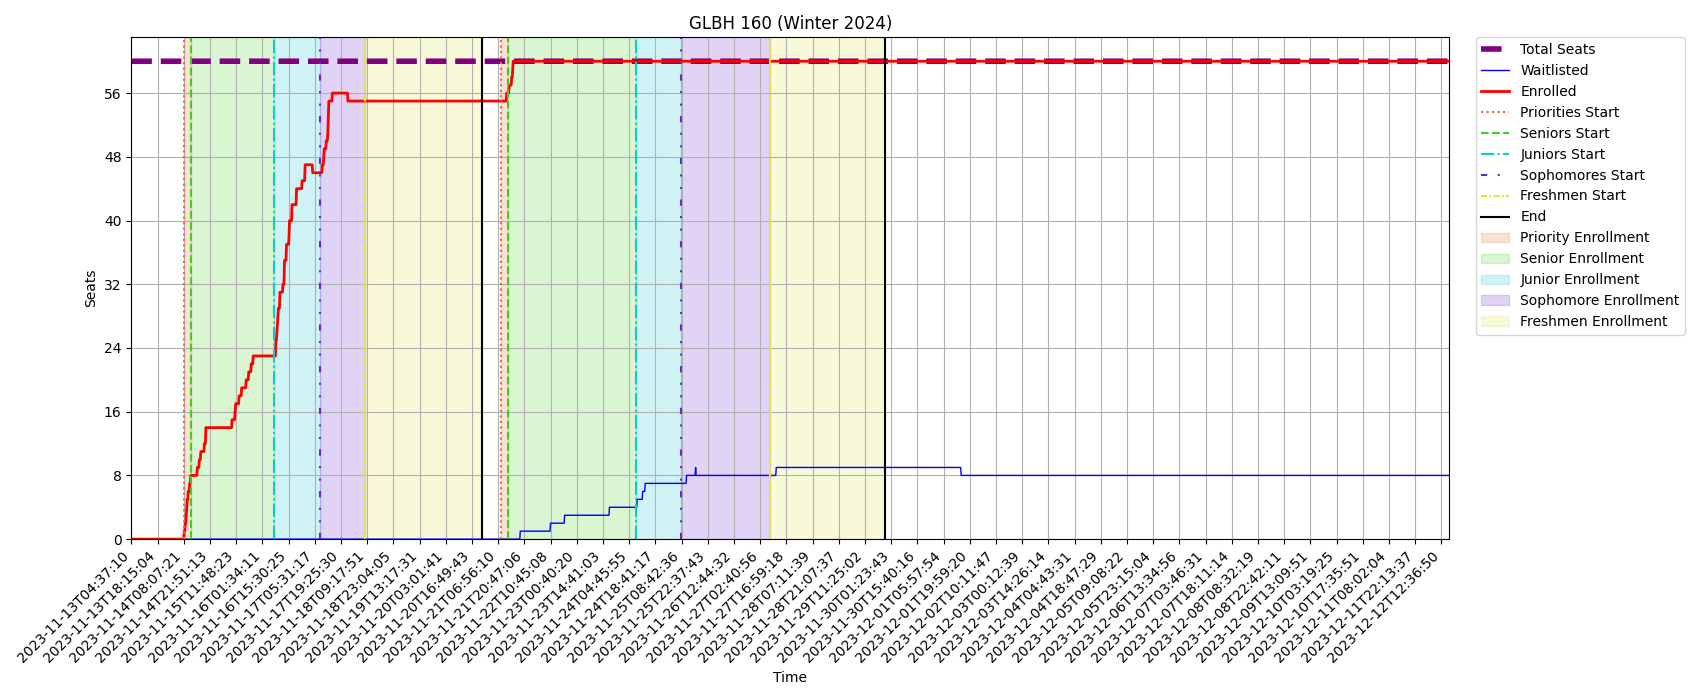 GLBH 160 (Winter 2024)
Total Seats
Waitlisted
Enrolled
Priorities Start
Seniors Start
Juniors Start
Sophomores Start
Freshmen Start
End
Priority Enrollment
Senior Enrollment
Junior Enrollment
Sophomore Enrollment
Freshmen Enrollment
Seats
56
48
40
32
24
16
8
0
2023-11-13T04:37:10
2023-11-13T18:15:04
2023-11-14T08:07:21
2023-11-14T21:51:13
2023-11-15T11:48:23
2023-11-16T01:34:11
2023-11-16T15:30:25
2023-11-17T05:31:17
2023-11-17T19:25:30
2023-11-18T09:17:51
2023-11-18T23:04:05
2023-11-19T13:17:31
2023-11-20T03:01:41
2023-11-20T16:49:43
2023-11-21T06:56:10
2023-11-21T20:47:06
2023-11-22T10:45:08
2023-11-23T00:40:20
2023-11-23T14:41:03
2023-11-24T04:45:55
2023-11-24T18:41:17
2023-11-25T08:42:36
2023-11-25T22:37:43
2023-11-26T12:44:32
2023-11-27T02:40:56
2023-11-27T16:59:18
2023-11-28T07:11:39
2023-11-28T21:07:37
2023-11-29T11:25:02
2023-11-30T01:23:43
2023-11-30T15:40:16
2023-12-01T05:57:54
2023-12-01T19:59:20
2023-12-02T10:11:47
2023-12-03T00:12:39
2023-12-03T14:26:14
2023-12-04T04:43:31
2023-12-04T18:47:29
2023-12-05T09:08:22
2023-12-05T23:15:04
2023-12-06T13:34:56
2023-12-07T03:46:31
2023-12-07T18:11:14
2023-12-08T08:32:19
2023-12-08T22:42:11
2023-12-09T13:09:51
2023-12-10T03:19:25
2023-12-10T17:35:51
2023-12-11T08:02:04
2023-12-11T22:13:37
2023-12-12T12:36:50
Time